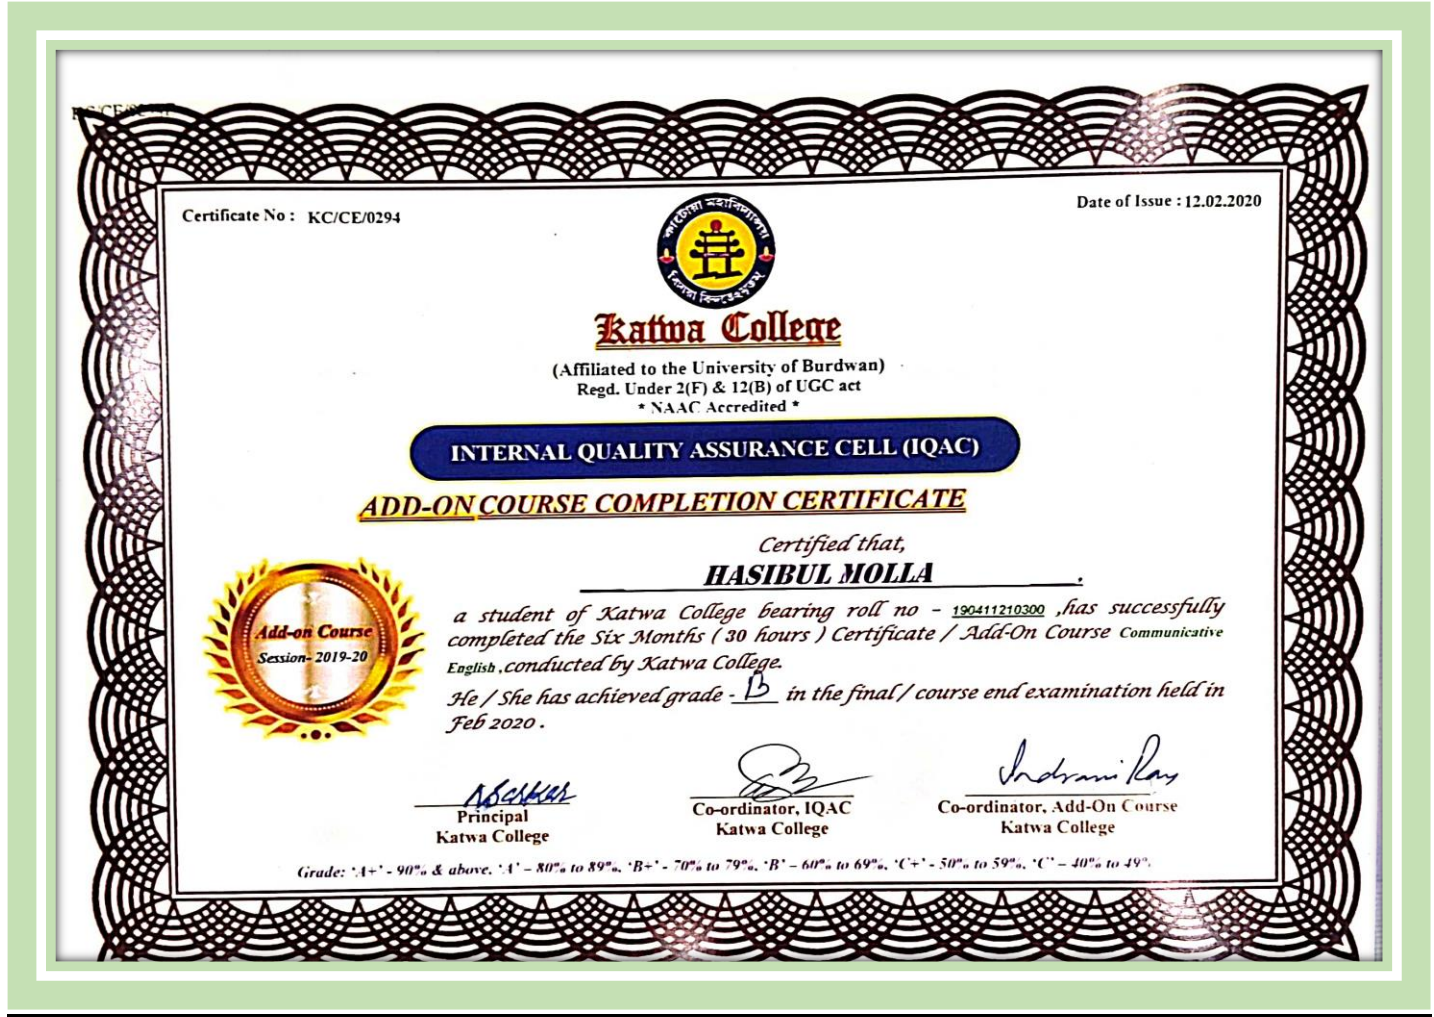 Certificate No : KC/CE/0294
Date of Issue : 12.02.2020
কাটোয়া মহাবিদ্যালয়
Katwa College
(Affiliated to the University of Burdwan)
Regd. Under 2(F) & 12(B) of UGC act
* NAAC Accredited *
INTERNAL QUALITY ASSURANCE CELL (IQAC)
ADD-ON COURSE COMPLETION CERTIFICATE
Certified that,
HASIBUL MOLLA.
Add-on Course
Session- 2019-20
a student of Katwa College bearing roll no - 190411210300 ,has successfully
completed the Six Months ( 30 hours ) Certificate / Add-On Course Communicative
English ,conducted by Katwa College.
He / She has achieved grade - B in the final / course end examination held in
Feb 2020 .
Indrani Ray
Principal
Katwa College
Co-ordinator, IQAC
Katwa College
Co-ordinator, Add-On Course
Katwa College
Grade: 'A+' - 90% & above, 'A' – 80% to 89%, 'B+' - 70% to 79%, 'B' – 60% to 69%, 'C+' - 50% to 59%, 'C' – 40% to 49%.